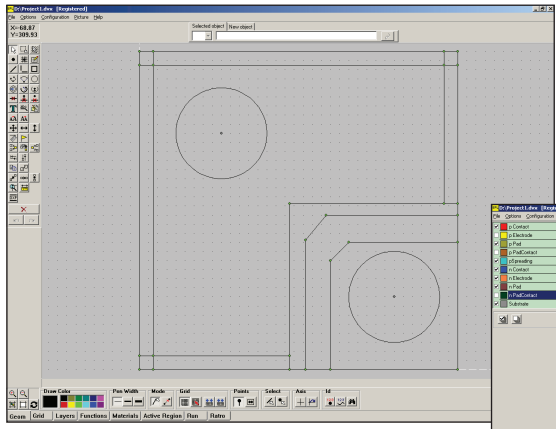 D:\Project1.dvx [Registered]
File Options Configuration Picture Help
X=-68.87
Y=309.93
Selected object New object
D:\Project1.dvx [Regi
File Options Configuration
p Contact
p Electrode
p Pad
p PadContact
pSpreading
n Contact
n Electrode
n Pad
n PadContact
Substrate
Draw Color Pen Width Mode Grid Points Select Axis Id
Geom Grid Layers Functions Materials Active Region Run Ratro